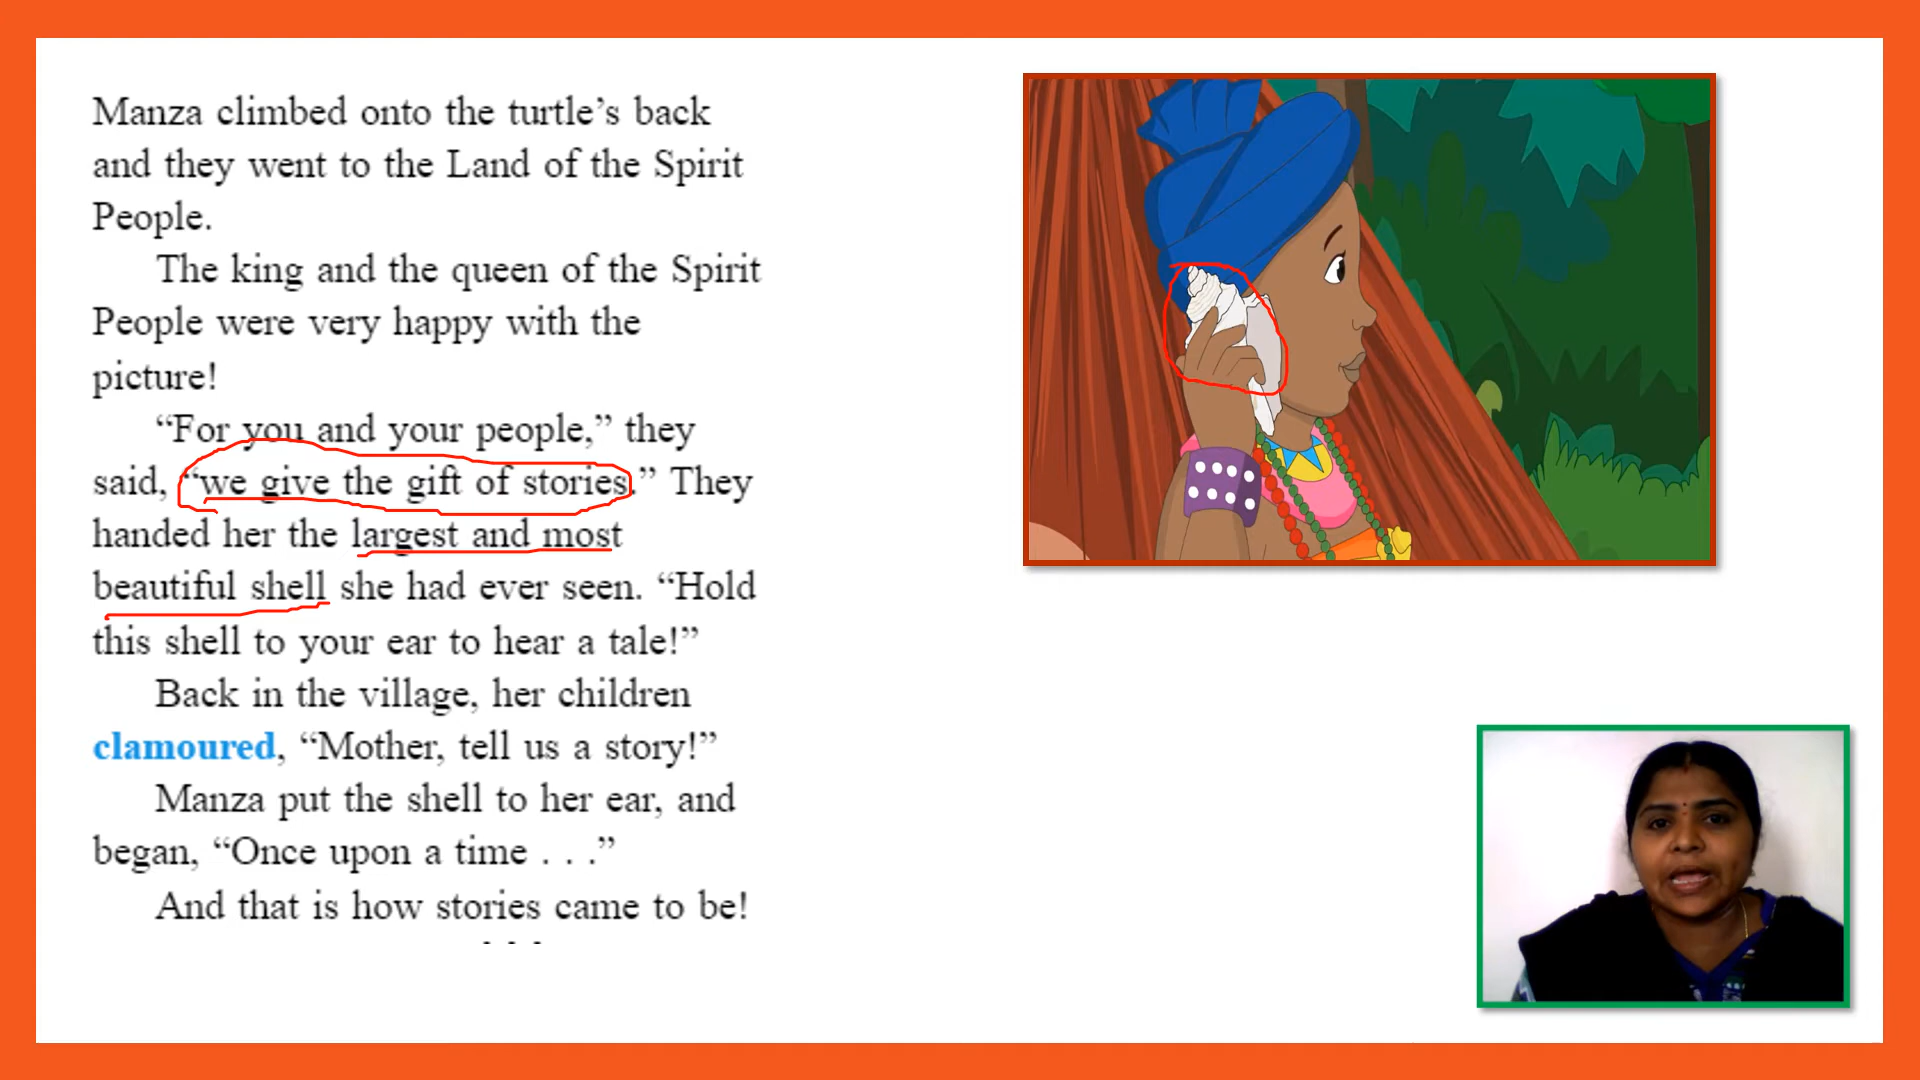 Manza climbed onto the turtle’s back
and they went to the Land of the Spirit
People.
The king and the queen of the Spirit
People were very happy with the
picture!
“For you and your people,” they
said, “we give the gift of stories.” They
handed her the largest and most
beautiful shell she had ever seen. “Hold
this shell to your ear to hear a tale!”
Back in the village, her children
clamoured, “Mother, tell us a story!”
Manza put the shell to her ear, and
began, “Once upon a time . . .”
And that is how stories came to be!